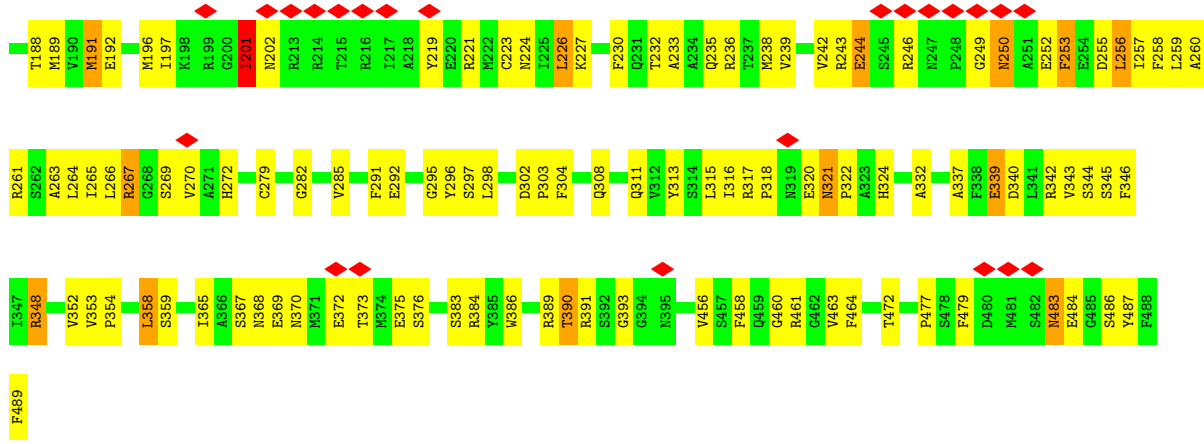 T188 M189 V190 M191 E192 M196 I197 K198 R199 G200 I201 N202 R213 R214 T215 R216 I217 A218 Y219 E220 R221 M222 C223 N224 I225 L226 K227 F230 Q231 T232 A233 A234 Q235 R236 T237 M238 V239 V242 R243 E244 S245 R246 N247 P248 G249 N250 A251 E252 F253 E254 D255 L256 I257 F258 L259 A260
R261 S262 A263 L264 I265 L266 R267 G268 S269 V270 A271 H272 C279 G282 V285 F291 E292 G295 Y296 S297 L298 D302 P303 F304 Q308 Q311 V312 Y313 S314 L315 I316 R317 P318 N319 E320 N321 P322 A323 H324 A332 A337 F338 E339 D340 L341 R342 V343 S344 S345 F346
I347 R348 V352 V353 P354 L358 S359 I365 A366 S367 N368 E369 N370 M371 E372 T373 M374 E375 S376 S383 R384 Y385 W386 R389 T390 R391 S392 G393 G394 N395 V456 S457 F458 Q459 G460 R461 G462 V463 F464 T472 P477 S478 F479 D480 M481 S482 N483 E484 G485 S486 Y487 F488
F489